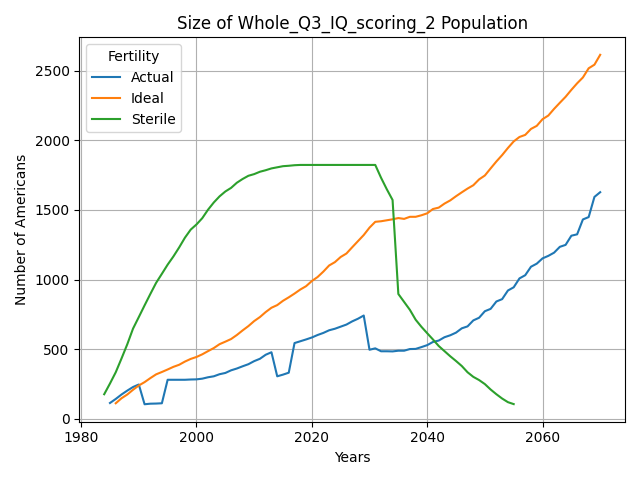 Size of Whole_Q3_IQ_scoring_2 Population
Fertility
Actual
Ideal
Sterile
Number of Americans
2500
2000
1500
1000
500
0
1980
2000
2020
2040
2060
Years